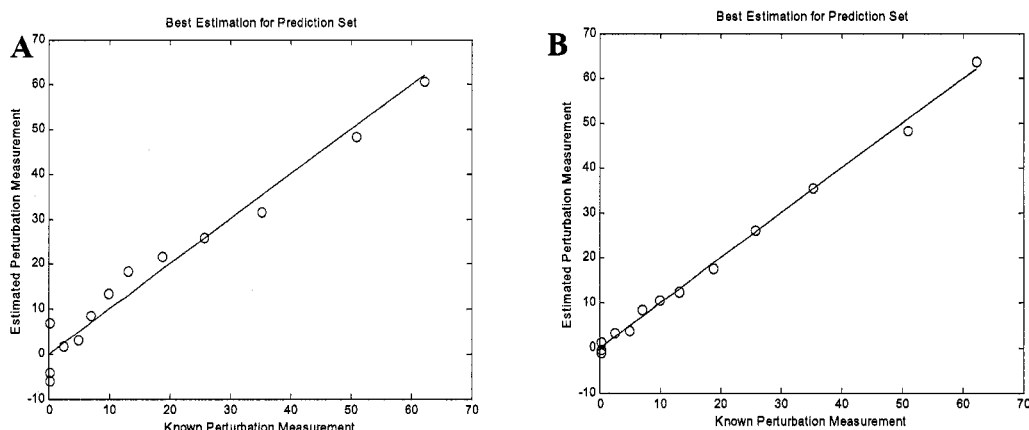 Best Estimation for Prediction Set
A
70
60
50
40
30
20
10
0
-10
Estimated Perturbation Measurement
0 10 20 30 40 50 60 70
Known Perturbation Measurement
Best Estimation for Prediction Set
B
70
60
50
40
30
20
10
0
-10
Estimated Perturbation Measurement
0 10 20 30 40 50 60 70
Known Perturbation Measurement